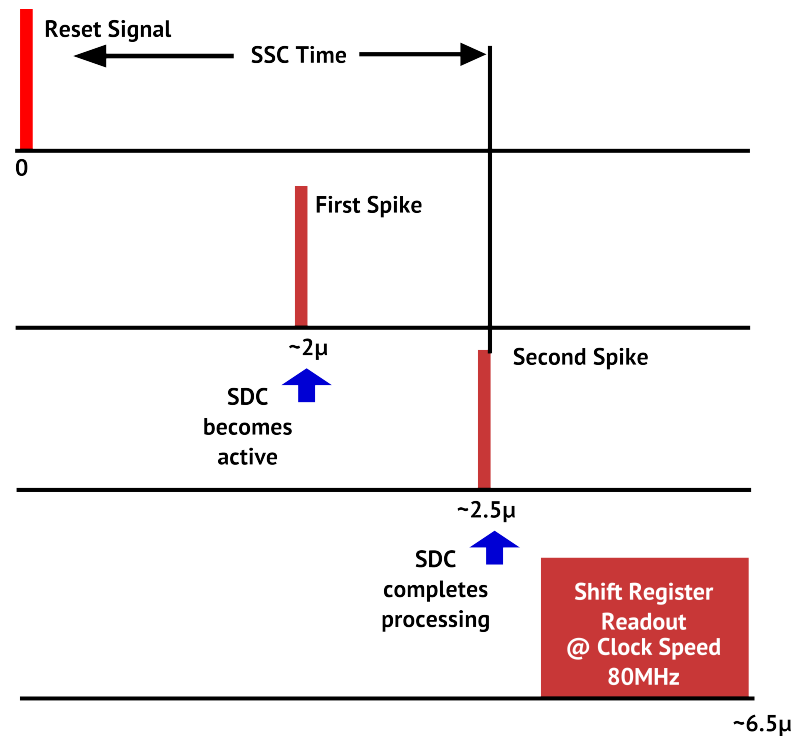 Reset Signal
SSC Time
0
First Spike
~2μ
SDC
becomes
active
Second Spike
~2.5μ
SDC
completes
processing
Shift Register
Readout
@ Clock Speed
80MHz
~6.5μ